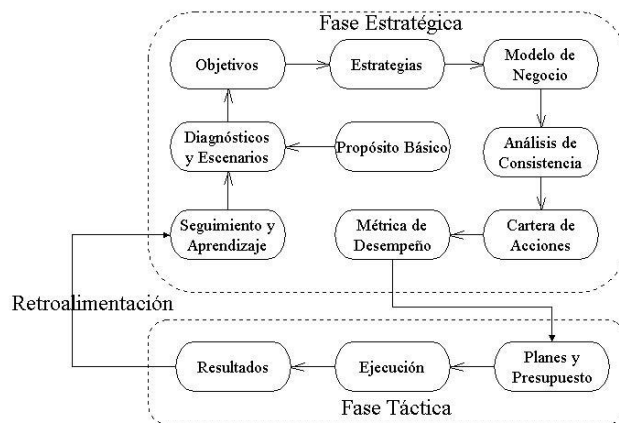 Fase Estratégica
Objetivos
Estrategias
Modelo de
Negocio
Diagnósticos
y Escenarios
Propósito Básico
Análisis de
Consistencia
Seguimiento y
Aprendizaje
Métrica de
Desempeño
Cartera de
Acciones
Retroalimentación
Resultados
Ejecución
Planes y
Presupuesto
Fase Táctica